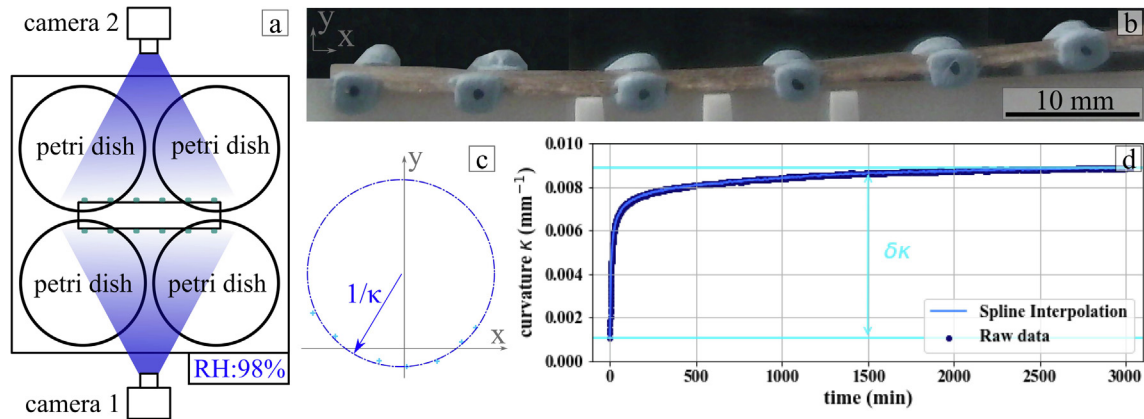 camera 2
a
petri dish
petri dish
petri dish
petri dish
RH:98%
camera 1
y
x
b
10 mm
c
y
1/κ
x
d
0.010
0.008
0.006
0.004
0.002
0.000
curvature κ (mm⁻¹)
δκ
Spline Interpolation
Raw data
0
500
1000
1500
2000
2500
3000
time (min)